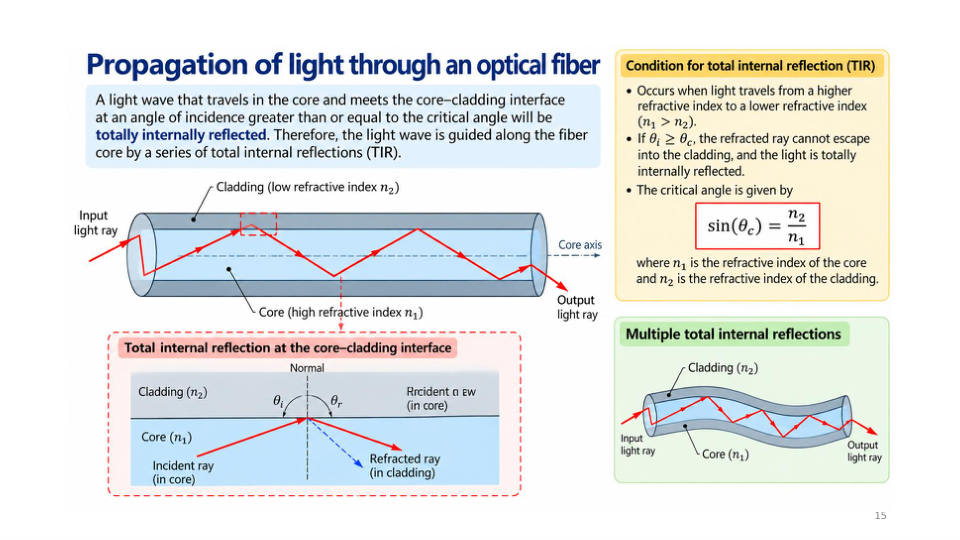 Propagation of light through an optical fiber
A light wave that travels in the core and meets the core–cladding interface
at an angle of incidence greater than or equal to the critical angle will be
totally internally reflected. Therefore, the light wave is guided along the fiber
core by a series of total internal reflections (TIR).
Cladding (low refractive index n₂)
Input
light ray
Core axis
Core (high refractive index n₁)
Output
light ray
Total internal reflection at the core–cladding interface
Normal
Cladding (n₂)
θᵢ
θᵣ
(in core)
Core (n₁)
Incident ray
(in core)
Refracted ray
(in cladding)
Condition for total internal reflection (TIR)
• Occurs when light travels from a higher
refractive index to a lower refractive index
(n₁ > n₂).
• If θᵢ ≥ θc, the refracted ray cannot escape
into the cladding, and the light is totally
internally reflected.
• The critical angle is given by
sin(θc) = n₂/n₁
where n₁ is the refractive index of the core
and n₂ is the refractive index of the cladding.
Multiple total internal reflections
Cladding (n₂)
Input
light ray
Core (n₁)
Output
light ray
15